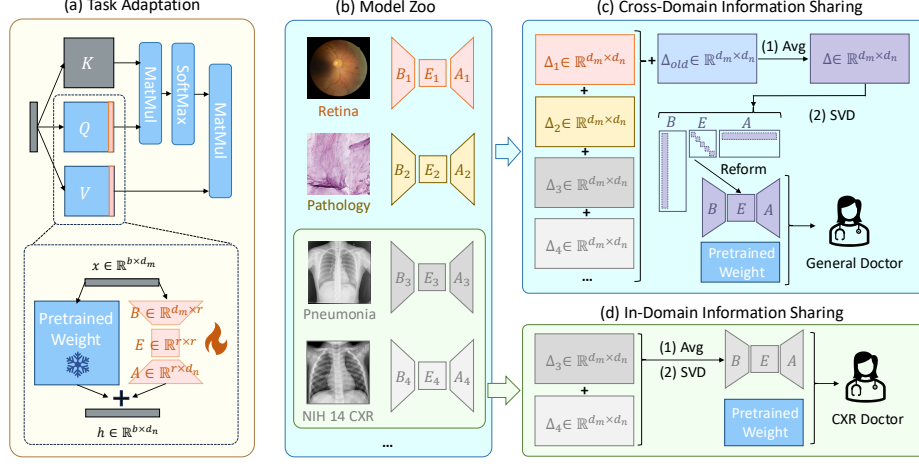 (a) Task Adaptation
K
Q
V
MatMul
SoftMax
MatMul
x ∈ ℝ^{b×d_m}
Pretrained
Weight
B ∈ ℝ^{d_m×r}
E ∈ ℝ^{r×r}
A ∈ ℝ^{r×d_n}
+
h ∈ ℝ^{b×d_n}
(b) Model Zoo
B_1 E_1 A_1
Retina
B_2 E_2 A_2
Pathology
B_3 E_3 A_3
Pneumonia
B_4 E_4 A_4
NIH 14 CXR
...
(c) Cross-Domain Information Sharing
Δ_1 ∈ ℝ^{d_m×d_n}
+
Δ_2 ∈ ℝ^{d_m×d_n}
+
Δ_3 ∈ ℝ^{d_m×d_n}
+
Δ_4 ∈ ℝ^{d_m×d_n}
...
+
Δ_{old} ∈ ℝ^{d_m×d_n}
(1) Avg
Δ ∈ ℝ^{d_m×d_n}
(2) SVD
B E A
Reform
B E A
Pretrained
Weight
General Doctor
(d) In-Domain Information Sharing
Δ_3 ∈ ℝ^{d_m×d_n}
+
Δ_4 ∈ ℝ^{d_m×d_n}
(1) Avg
(2) SVD
B E A
Pretrained
Weight
CXR Doctor